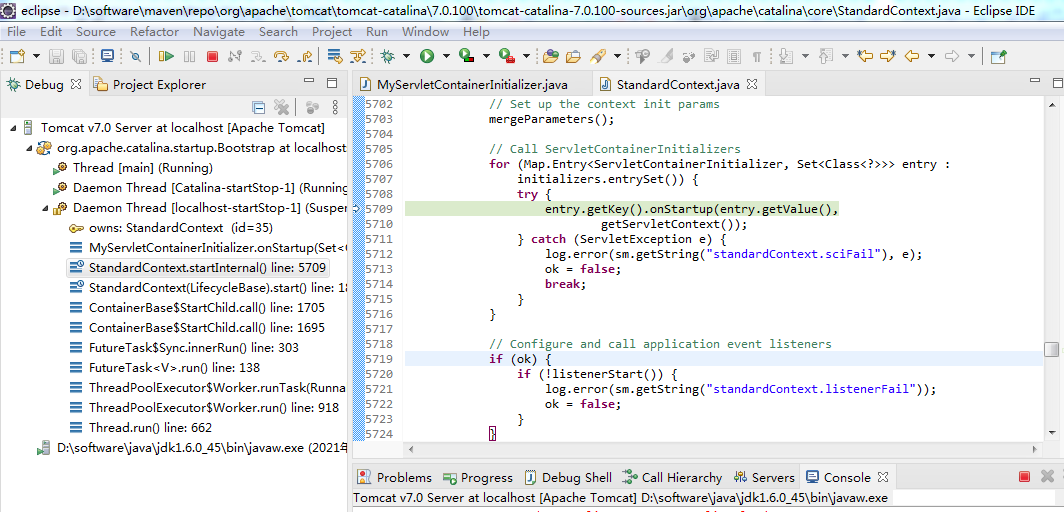 eclipse - D:\software\maven\repo\org\apache\tomcat\tomcat-catalina\7.0.100\tomcat-catalina-7.0.100-sources.jar\org\apache\catalina\core\StandardContext.java - Eclipse IDE
File Edit Source Refactor Navigate Search Project Run Window Help
Debug Project Explorer
Tomcat v7.0 Server at localhost [Apache Tomcat]
org.apache.catalina.startup.Bootstrap at localhost
Thread [main] (Running)
Daemon Thread [Catalina-startStop-1] (Running
Daemon Thread [localhost-startStop-1] (Suspe
owns: StandardContext (id=35)
MyServletContainerInitializer.onStartup(Set<C
StandardContext.startInternal() line: 5709
StandardContext(LifecycleBase).start() line: 18
ContainerBase$StartChild.call() line: 1705
ContainerBase$StartChild.call() line: 1695
FutureTask$Sync.innerRun() line: 303
FutureTask<V>.run() line: 138
ThreadPoolExecutor$Worker.runTask(Runna
ThreadPoolExecutor$Worker.run() line: 918
Thread.run() line: 662
D:\software\java\jdk1.6.0_45\bin\javaw.exe (2021年
MyServletContainerInitializer.java StandardContext.java
5702 // Set up the context init params
5703 mergeParameters();
5704
5705 // Call ServletContainerInitializers
5706 for (Map.Entry<ServletContainerInitializer, Set<Class<?>>> entry :
5707 initializers.entrySet()) {
5708 try {
5709 entry.getKey().onStartup(entry.getValue(),
5710 getServletContext());
5711 } catch (ServletException e) {
5712 log.error(sm.getString("standardContext.sciFail"), e);
5713 ok = false;
5714 break;
5715 }
5716 }
5717
5718 // Configure and call application event listeners
5719 if (ok) {
5720 if (!listenerStart()) {
5721 log.error(sm.getString("standardContext.listenerFail"));
5722 ok = false;
5723 }
5724 }
Problems Progress Debug Shell Call Hierarchy Servers Console
Tomcat v7.0 Server at localhost [Apache Tomcat] D:\software\java\jdk1.6.0_45\bin\javaw.exe